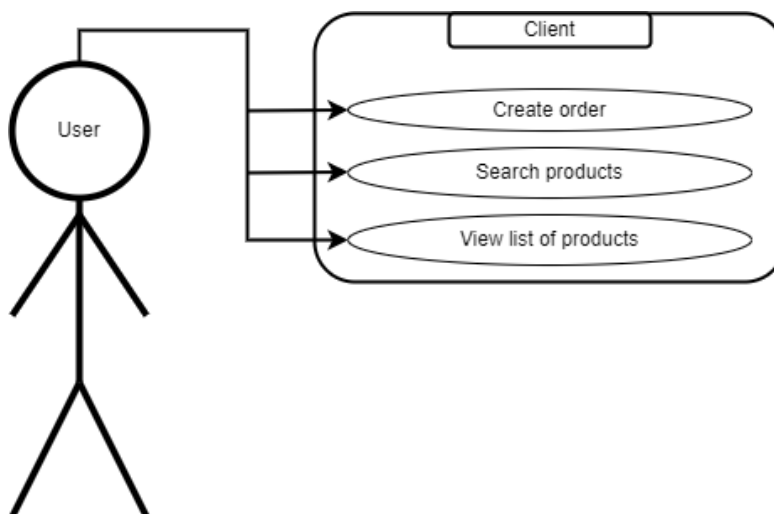 Client
User
Create order
Search products
View list of products